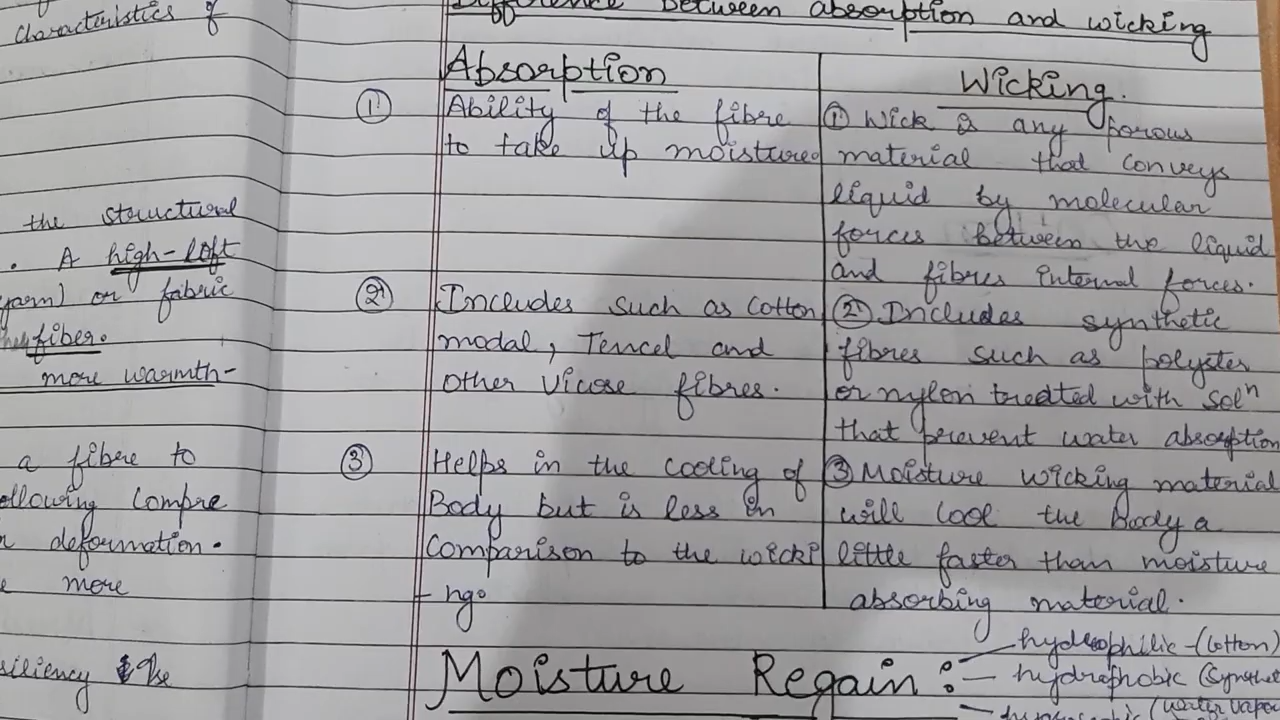 characteristics of
the structural
. A high-loft
yarn) or fabric
fiber.
more warmth-
a fibre to
ollowing compre
deformation.
more
siliency the
Difference between absorption and wicking
Absorption
① Ability of the fibre
to take up moistured
② Includes such as cotton
modal, Tencel and
other Vicose fibres.
③ Helps in the cooling of
Body but is less in
comparison to the wicki
-ng.
Wicking.
① Wick is any porous
material that conveys
liquid by molecular
forces between the liquid
and fibres internal forces.
② Includes synthetic
fibres such as polyster
or nylon treated with solⁿ
that prevent water absorption
③ Moisture wicking material
will cool the body a
little faster than moisture
absorbing material.
Moisture Regain :
hydrophilic - (Cotton)
hydrophobic (Synthe
(water vapo